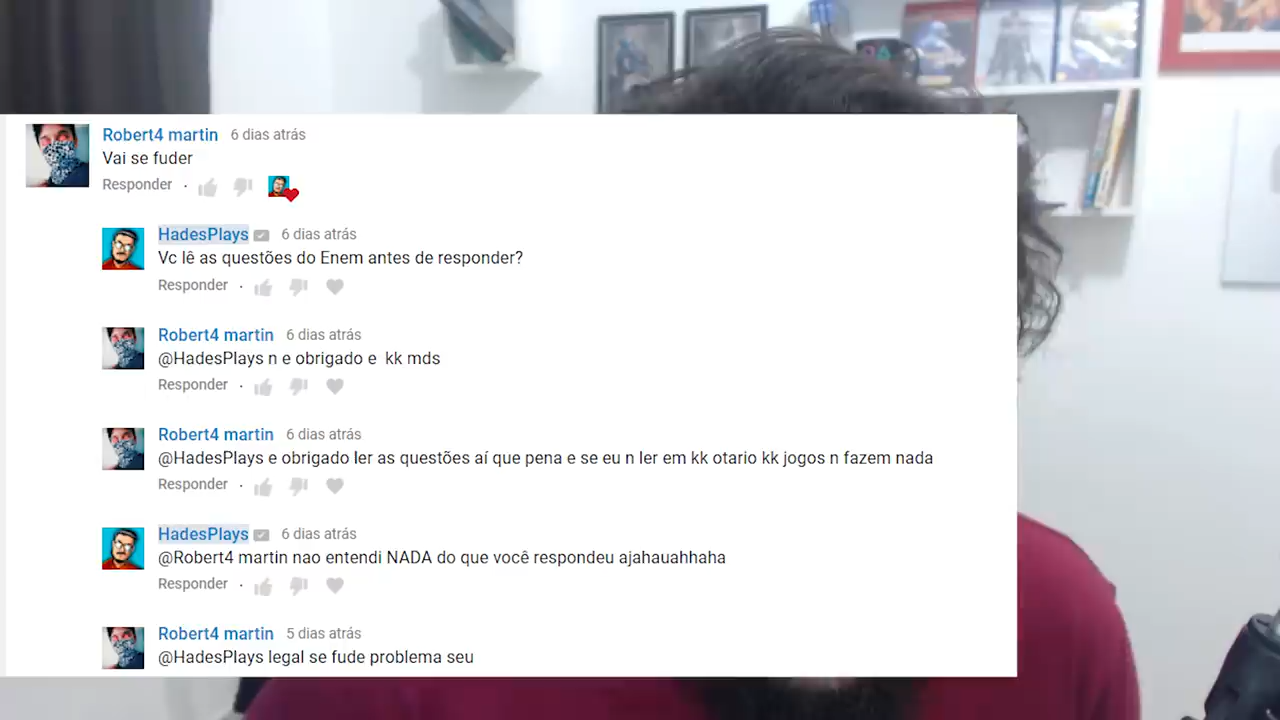 Robert4 martin 6 dias atrás
Vai se fuder
Responder
HadesPlays 6 dias atrás
Vc lê as questões do Enem antes de responder?
Responder
Robert4 martin 6 dias atrás
@HadesPlays n e obrigado e kk mds
Responder
Robert4 martin 6 dias atrás
@HadesPlays e obrigado ler as questões aí que pena e se eu n ler em kk otario kk jogos n fazem nada
Responder
HadesPlays 6 dias atrás
@Robert4 martin nao entendi NADA do que você respondeu ajahauahhaha
Responder
Robert4 martin 5 dias atrás
@HadesPlays legal se fude problema seu